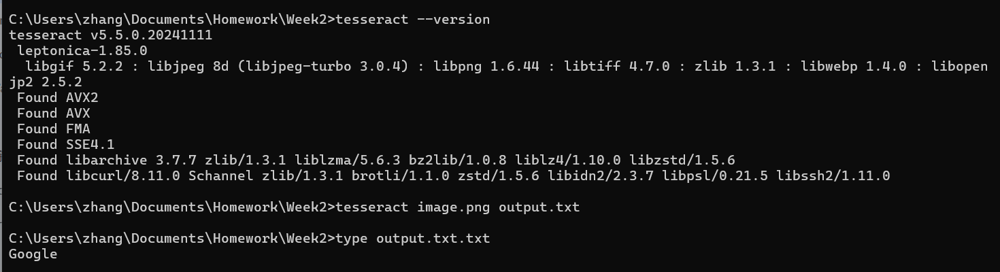 C:\Users\zhang\Documents\Homework\Week2>tesseract --version
tesseract v5.5.0.20241111
 leptonica-1.85.0
  libgif 5.2.2 : libjpeg 8d (libjpeg-turbo 3.0.4) : libpng 1.6.44 : libtiff 4.7.0 : zlib 1.3.1 : libwebp 1.4.0 : libopen
jp2 2.5.2
 Found AVX2
 Found AVX
 Found FMA
 Found SSE4.1
 Found libarchive 3.7.7 zlib/1.3.1 liblzma/5.6.3 bz2lib/1.0.8 liblz4/1.10.0 libzstd/1.5.6
 Found libcurl/8.11.0 Schannel zlib/1.3.1 brotli/1.1.0 zstd/1.5.6 libidn2/2.3.7 libpsl/0.21.5 libssh2/1.11.0
C:\Users\zhang\Documents\Homework\Week2>tesseract image.png output.txt
C:\Users\zhang\Documents\Homework\Week2>type output.txt.txt
Google